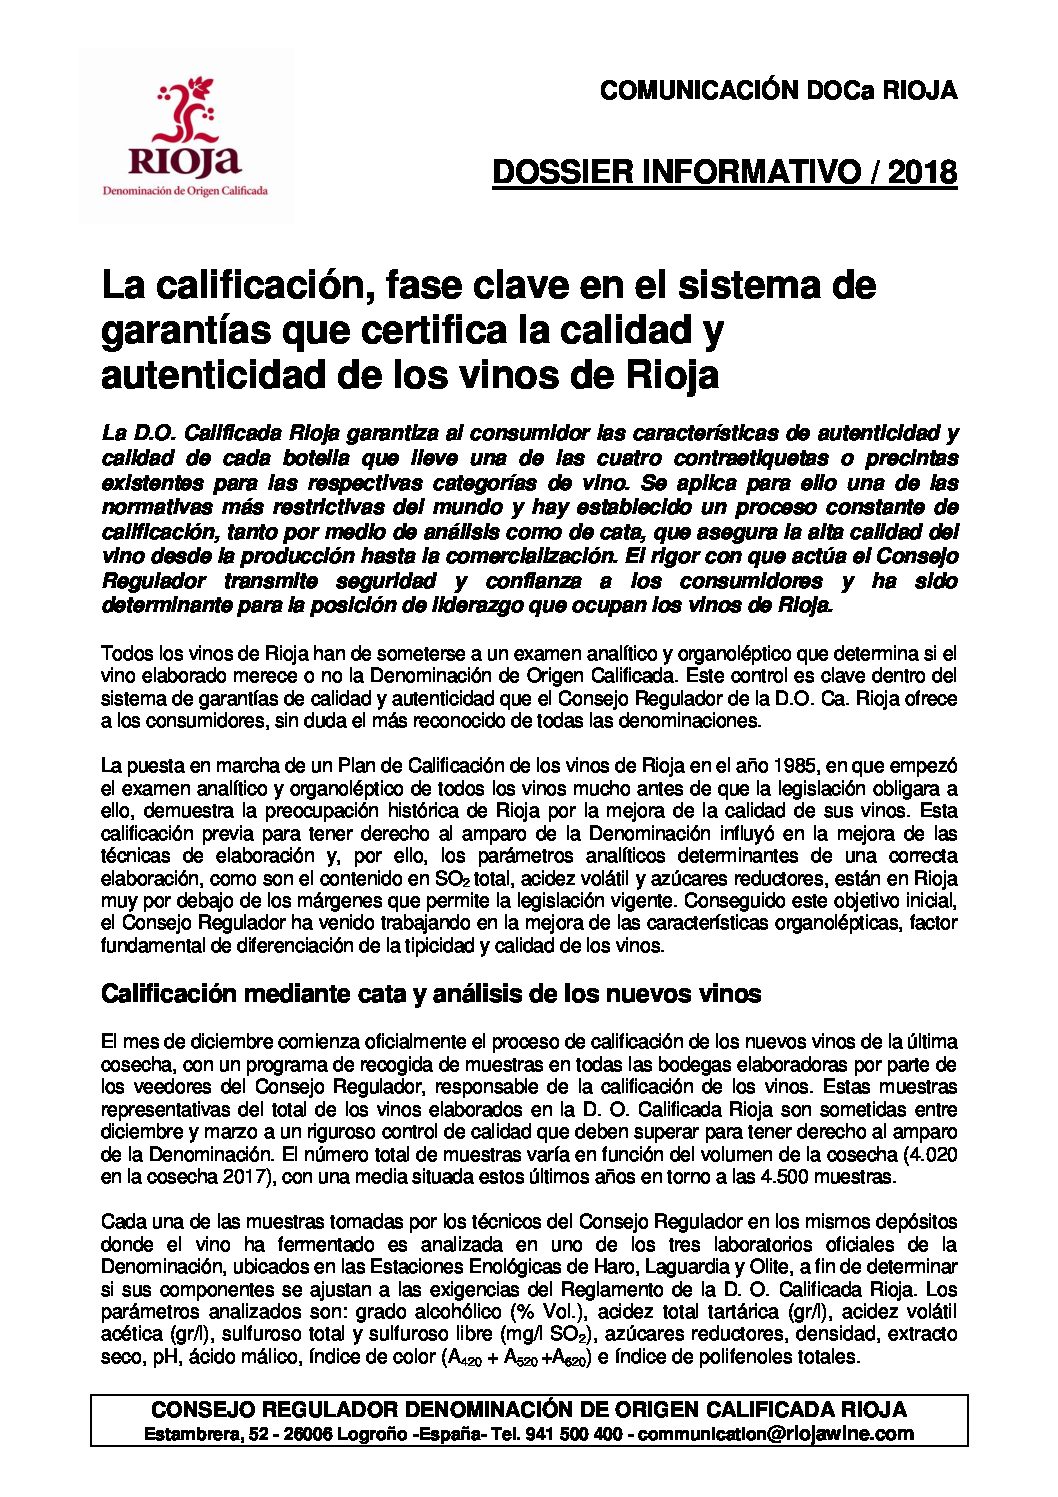 RIOJA
Denominación de Origen Calificada
COMUNICACIÓN DOCa RIOJA
DOSSIER INFORMATIVO / 2018
La calificación, fase clave en el sistema de
garantías que certifica la calidad y
autenticidad de los vinos de Rioja
La D.O. Calificada Rioja garantiza al consumidor las características de autenticidad y
calidad de cada botella que lleve una de las cuatro contraetiquetas o precintas
existentes para las respectivas categorías de vino. Se aplica para ello una de las
normativas más restrictivas del mundo y hay establecido un proceso constante de
calificación, tanto por medio de análisis como de cata, que asegura la alta calidad del
vino desde la producción hasta la comercialización. El rigor con que actúa el Consejo
Regulador transmite seguridad y confianza a los consumidores y ha sido
determinante para la posición de liderazgo que ocupan los vinos de Rioja.
Todos los vinos de Rioja han de someterse a un examen analítico y organoléptico que determina si el
vino elaborado merece o no la Denominación de Origen Calificada. Este control es clave dentro del
sistema de garantías de calidad y autenticidad que el Consejo Regulador de la D.O. Ca. Rioja ofrece
a los consumidores, sin duda el más reconocido de todas las denominaciones.
La puesta en marcha de un Plan de Calificación de los vinos de Rioja en el año 1985, en que empezó
el examen analítico y organoléptico de todos los vinos mucho antes de que la legislación obligara a
ello, demuestra la preocupación histórica de Rioja por la mejora de la calidad de sus vinos. Esta
calificación previa para tener derecho al amparo de la Denominación influyó en la mejora de las
técnicas de elaboración y, por ello, los parámetros analíticos determinantes de una correcta
elaboración, como son el contenido en SO₂ total, acidez volátil y azúcares reductores, están en Rioja
muy por debajo de los márgenes que permite la legislación vigente. Conseguido este objetivo inicial,
el Consejo Regulador ha venido trabajando en la mejora de las características organolépticas, factor
fundamental de diferenciación de la tipicidad y calidad de los vinos.
Calificación mediante cata y análisis de los nuevos vinos
El mes de diciembre comienza oficialmente el proceso de calificación de los nuevos vinos de la última
cosecha, con un programa de recogida de muestras en todas las bodegas elaboradoras por parte de
los veedores del Consejo Regulador, responsable de la calificación de los vinos. Estas muestras
representativas del total de los vinos elaborados en la D. O. Calificada Rioja son sometidas entre
diciembre y marzo a un riguroso control de calidad que deben superar para tener derecho al amparo
de la Denominación. El número total de muestras varía en función del volumen de la cosecha (4.020
en la cosecha 2017), con una media situada estos últimos años en torno a las 4.500 muestras.
Cada una de las muestras tomadas por los técnicos del Consejo Regulador en los mismos depósitos
donde el vino ha fermentado es analizada en uno de los tres laboratorios oficiales de la
Denominación, ubicados en las Estaciones Enológicas de Haro, Laguardia y Olite, a fin de determinar
si sus componentes se ajustan a las exigencias del Reglamento de la D. O. Calificada Rioja. Los
parámetros analizados son: grado alcohólico (% Vol.), acidez total tartárica (gr/l), acidez volátil
acética (gr/l), sulfuroso total y sulfuroso libre (mg/l SO₂), azúcares reductores, densidad, extracto
seco, pH, ácido málico, índice de color (A₄₂₀ + A₅₂₀ +A₆₂₀) e índice de polifenoles totales.
CONSEJO REGULADOR DENOMINACIÓN DE ORIGEN CALIFICADA RIOJA
Estambrera, 52 - 26006 Logroño -España- Tel. 941 500 400 - communication@riojawine.com